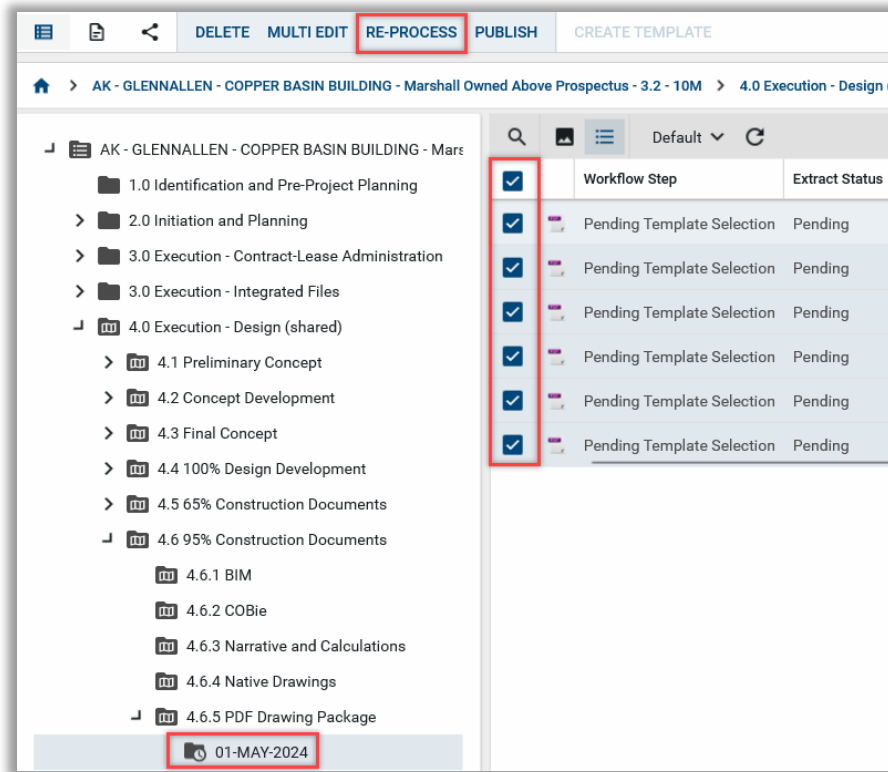 DELETE MULTI EDIT RE-PROCESS PUBLISH CREATE TEMPLATE
AK - GLENNALLEN - COPPER BASIN BUILDING - Marshall Owned Above Prospectus - 3.2 - 10M > 4.0 Execution - Design
AK - GLENNALLEN - COPPER BASIN BUILDING - Mars
1.0 Identification and Pre-Project Planning
2.0 Initiation and Planning
3.0 Execution - Contract-Lease Administration
3.0 Execution - Integrated Files
4.0 Execution - Design (shared)
4.1 Preliminary Concept
4.2 Concept Development
4.3 Final Concept
4.4 100% Design Development
4.5 65% Construction Documents
4.6 95% Construction Documents
4.6.1 BIM
4.6.2 COBie
4.6.3 Narrative and Calculations
4.6.4 Native Drawings
4.6.5 PDF Drawing Package
01-MAY-2024
Default
Workflow Step Extract Status
Pending Template Selection Pending
Pending Template Selection Pending
Pending Template Selection Pending
Pending Template Selection Pending
Pending Template Selection Pending
Pending Template Selection Pending